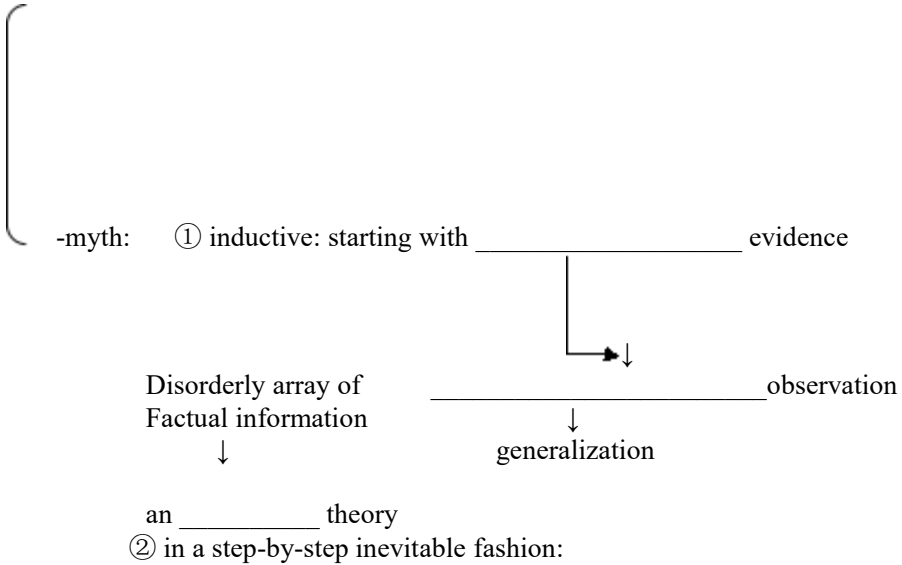 -myth: ① inductive: starting with ___________________ evidence
↓
Disorderly array of ________________________observation
Factual information ↓
↓ generalization
an __________ theory
② in a step-by-step inevitable fashion: